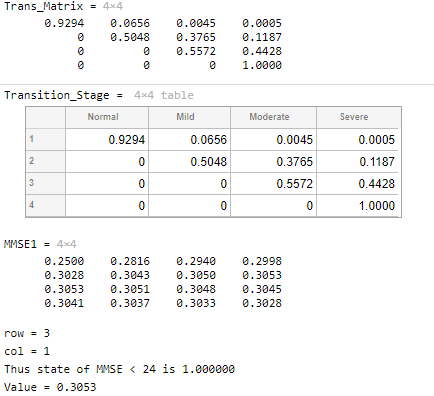 Trans_Matrix = 4×4
0.9294 0.0656 0.0045 0.0005
0 0.5048 0.3765 0.1187
0 0 0.5572 0.4428
0 0 0 1.0000
Transition_Stage = 4×4 table
Normal Mild Moderate Severe
1 0.9294 0.0656 0.0045 0.0005
2 0 0.5048 0.3765 0.1187
3 0 0 0.5572 0.4428
4 0 0 0 1.0000
MMSE1 = 4×4
0.2500 0.2816 0.2940 0.2998
0.3028 0.3043 0.3050 0.3053
0.3053 0.3051 0.3048 0.3045
0.3041 0.3037 0.3033 0.3028
row = 3
col = 1
Thus state of MMSE < 24 is 1.000000
Value = 0.3053